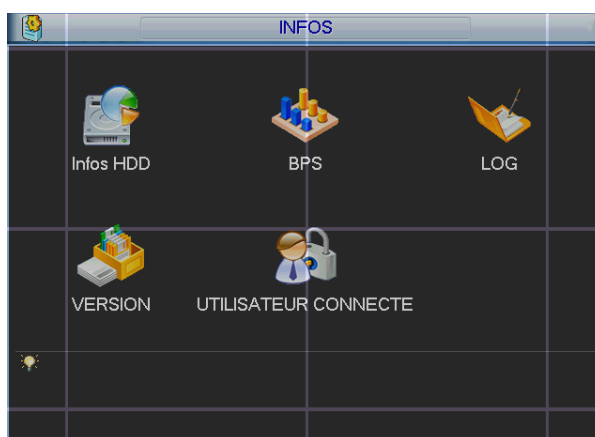 INFOS
Infos HDD
BPS
LOG
VERSION
UTILISATEUR CONNECTE